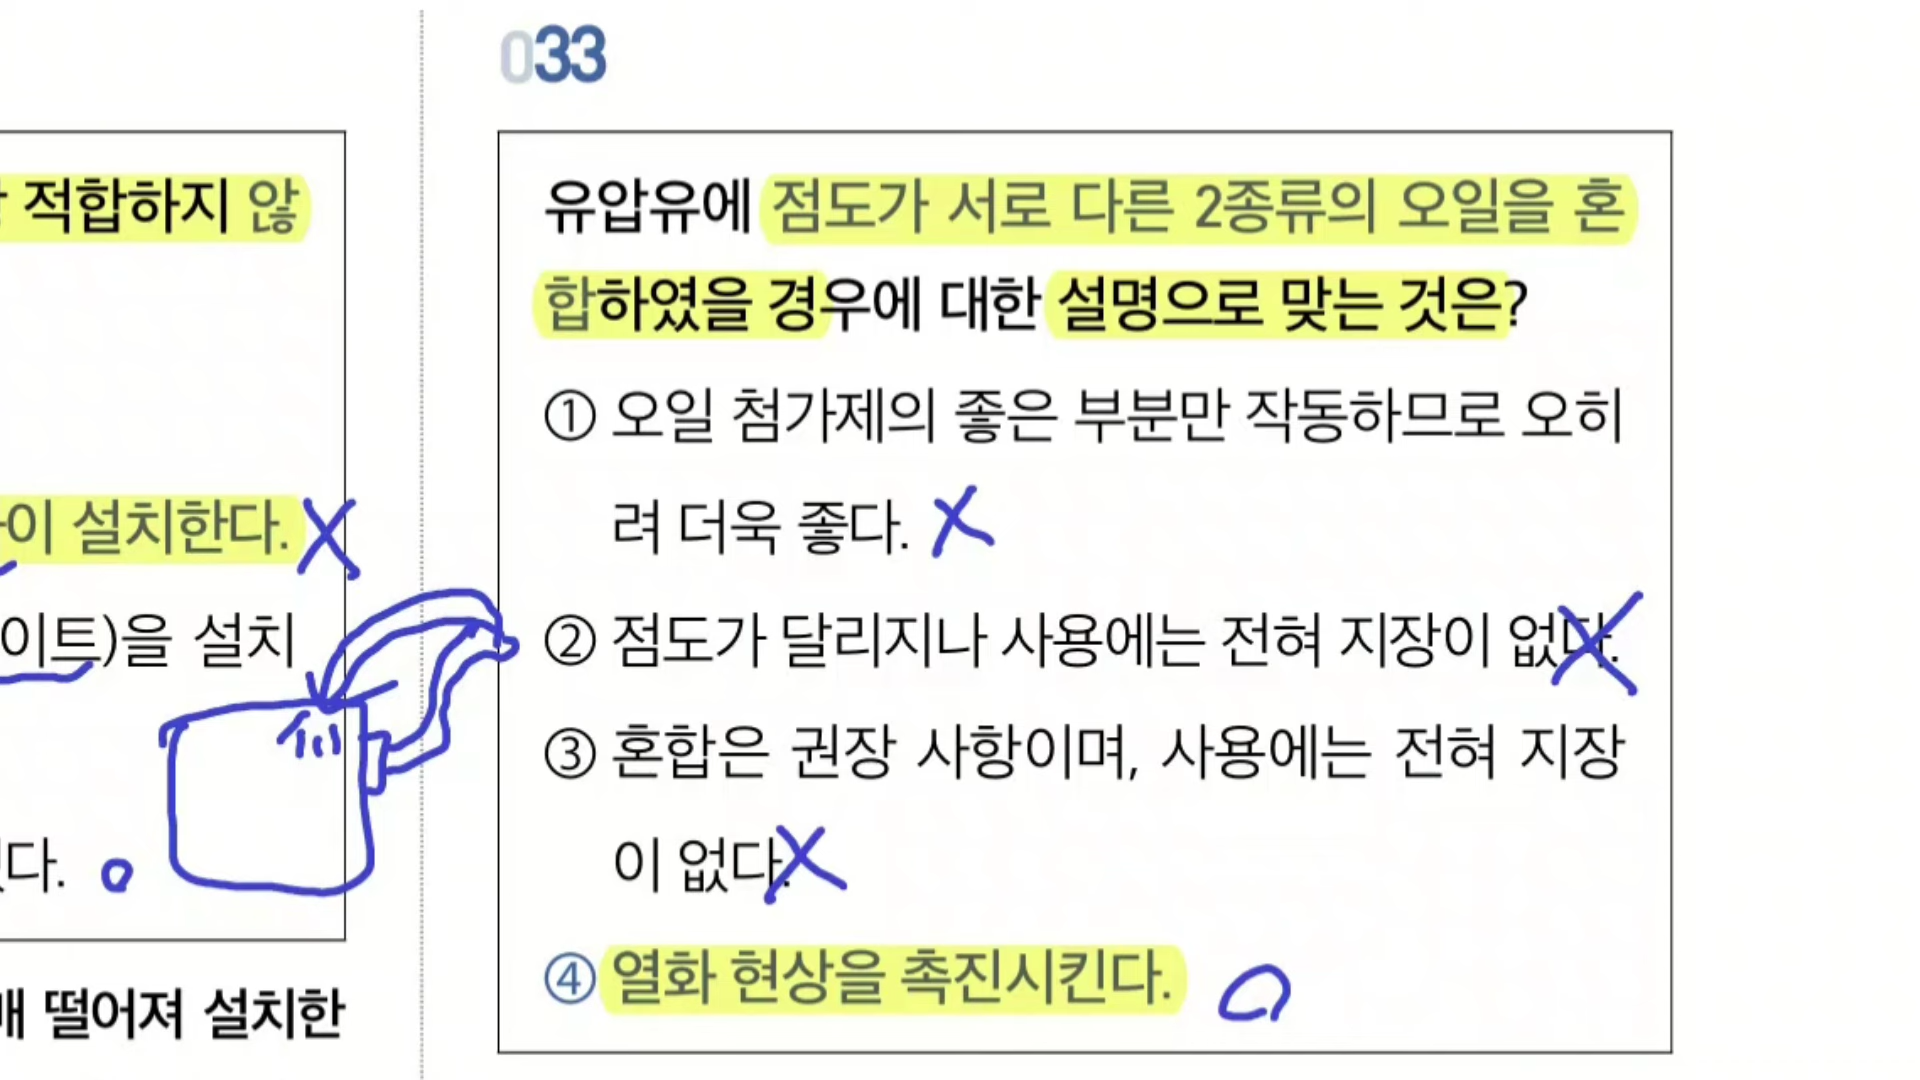 적합하지 않
이 설치한다.
이트)을 설치
다.
떨어져 설치한
033
유압유에 점도가 서로 다른 2종류의 오일을 혼
합하였을 경우에 대한 설명으로 맞는 것은?
① 오일 첨가제의 좋은 부분만 작동하므로 오히
려 더욱 좋다.
② 점도가 달리지나 사용에는 전혀 지장이 없다.
③ 혼합은 권장 사항이며, 사용에는 전혀 지장
이 없다.
④ 열화 현상을 촉진시킨다.